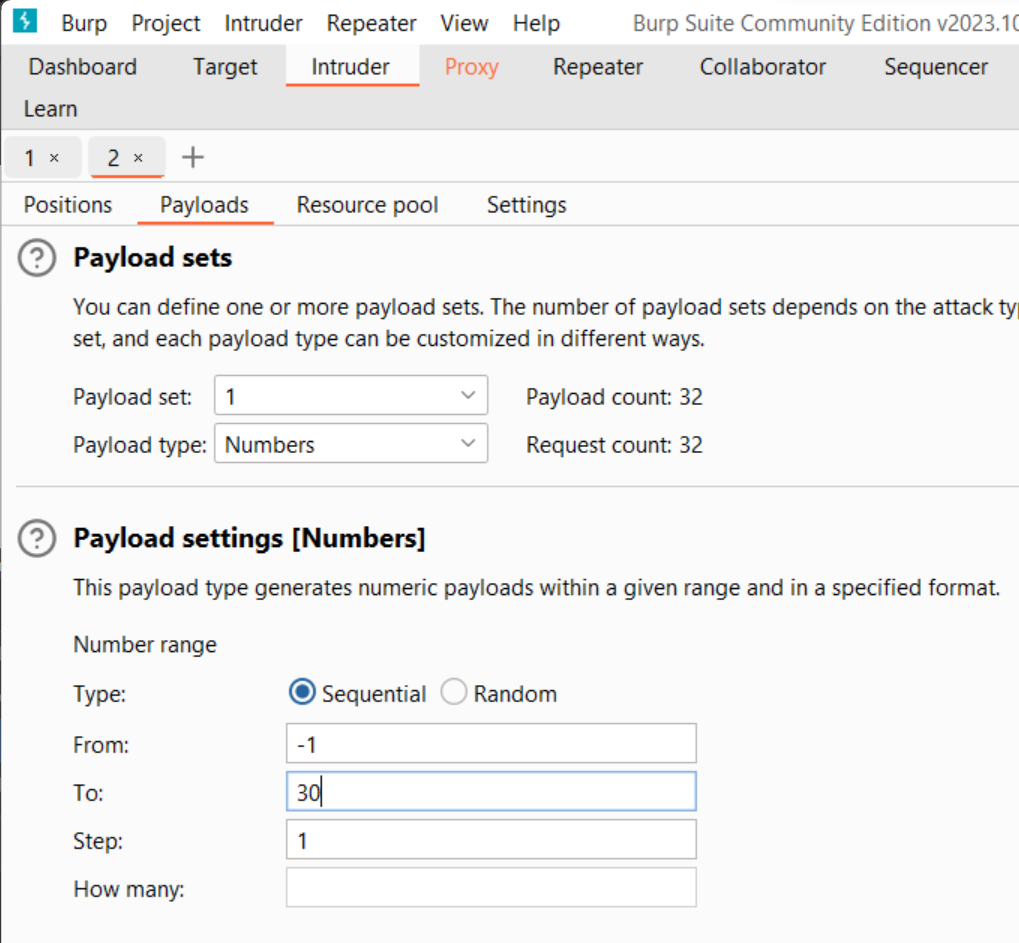 Burp Project Intruder Repeater View Help Burp Suite Community Edition v2023.10
Dashboard Target Intruder Proxy Repeater Collaborator Sequencer
Learn
1 × 2 × +
Positions Payloads Resource pool Settings
? Payload sets
You can define one or more payload sets. The number of payload sets depends on the attack typ
set, and each payload type can be customized in different ways.
Payload set: 1 Payload count: 32
Payload type: Numbers Request count: 32
? Payload settings [Numbers]
This payload type generates numeric payloads within a given range and in a specified format.
Number range
Type: Sequential Random
From: -1
To: 30
Step: 1
How many: